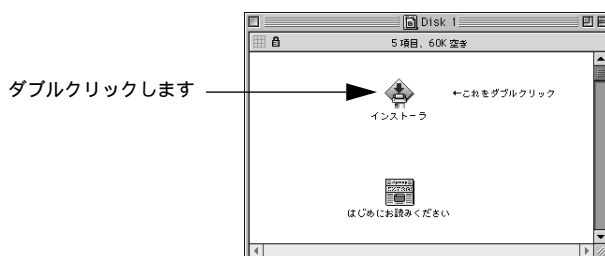 Disk 1
5 項目、60K 空き
ダブルクリックします
←これをダブルクリック
インストーラ
はじめにお読みください